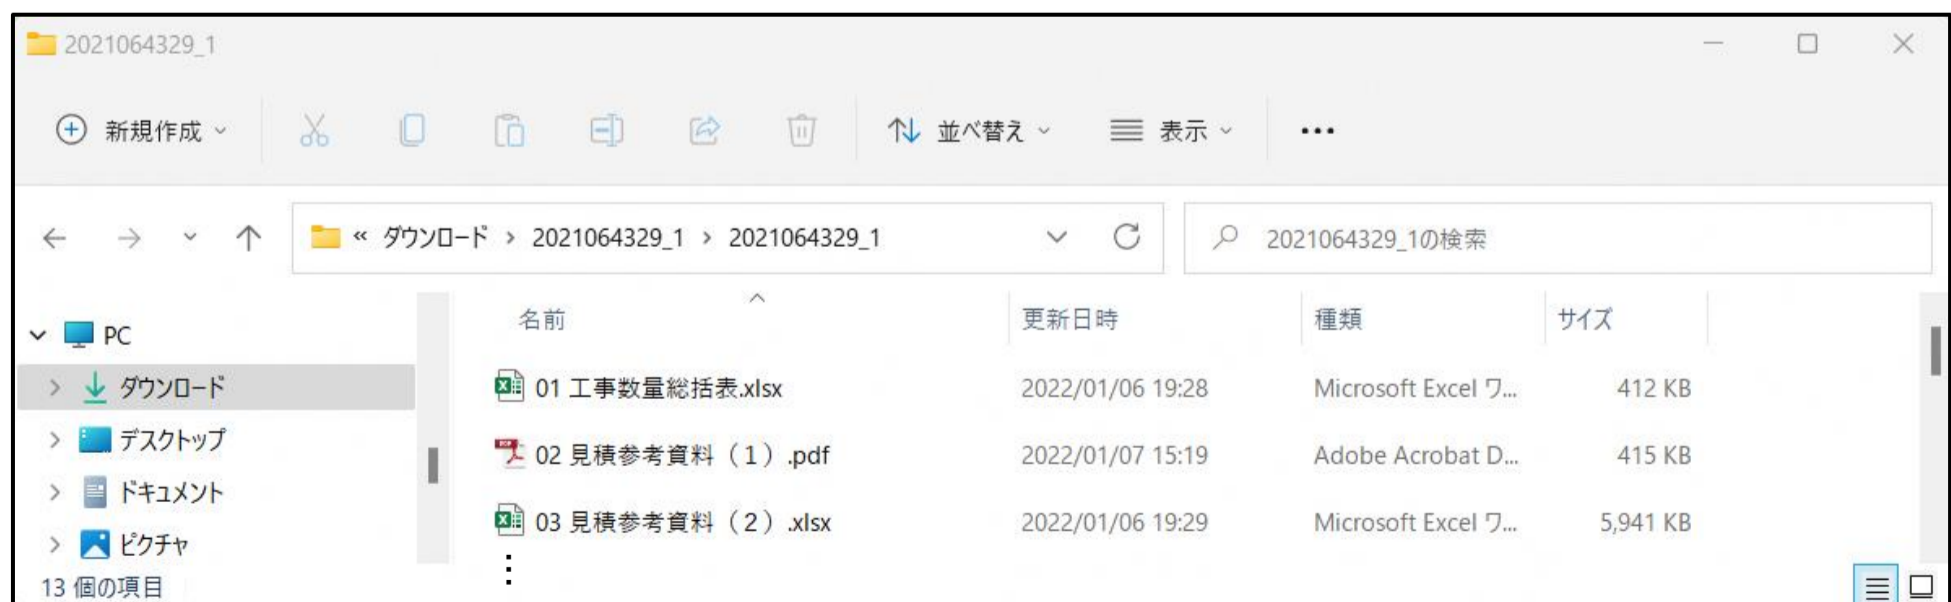 2021064329_1
新規作成 並べ替え 表示 •••
« ダウンロード › 2021064329_1 › 2021064329_1 2021064329_1の検索
名前 更新日時 種類 サイズ
PC
ダウンロード 01 工事数量総括表.xlsx 2022/01/06 19:28 Microsoft Excel ワ... 412 KB
デスクトップ 02 見積参考資料（1）.pdf 2022/01/07 15:19 Adobe Acrobat D... 415 KB
ドキュメント 03 見積参考資料（2）.xlsx 2022/01/06 19:29 Microsoft Excel ワ... 5,941 KB
ピクチャ
⋮
13 個の項目